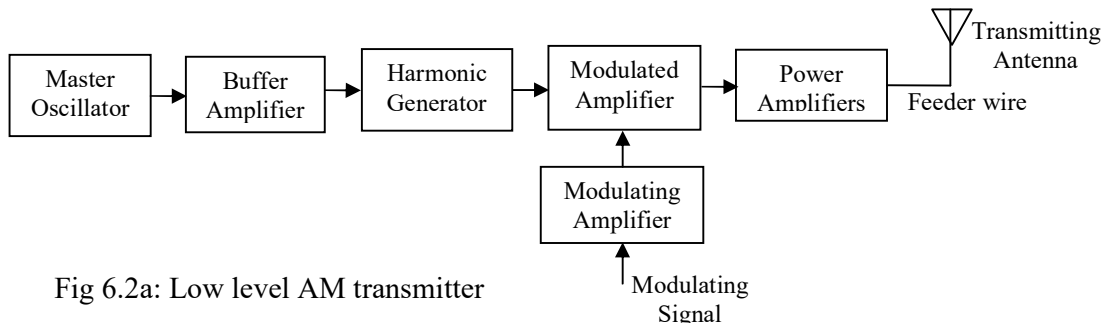 Master
Oscillator
Buffer
Amplifier
Harmonic
Generator
Modulated
Amplifier
Power
Amplifiers
Transmitting
Antenna
Feeder wire
Modulating
Amplifier
Modulating
Signal
Fig 6.2a: Low level AM transmitter